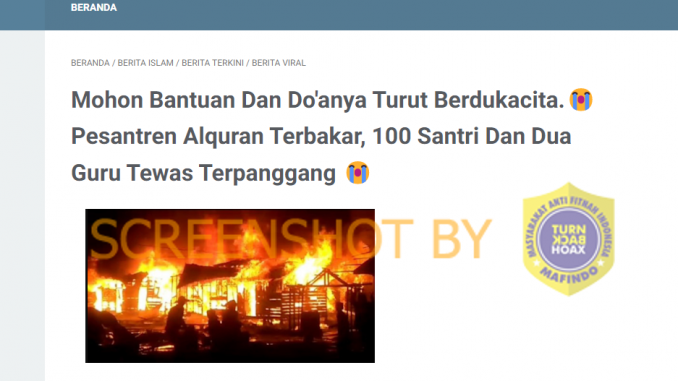 BERANDA
BERANDA / BERITA ISLAM / BERITA TERKINI / BERITA VIRAL
Mohon Bantuan Dan Do'anya Turut Berdukacita.😭
Pesantren Alquran Terbakar, 100 Santri Dan Dua
Guru Tewas Terpanggang 😭
SCREENSHOT BY
MASYARAKAT ANTI FITNAH INDONESIA
TURN
BACK
HOAX
MAFINDO